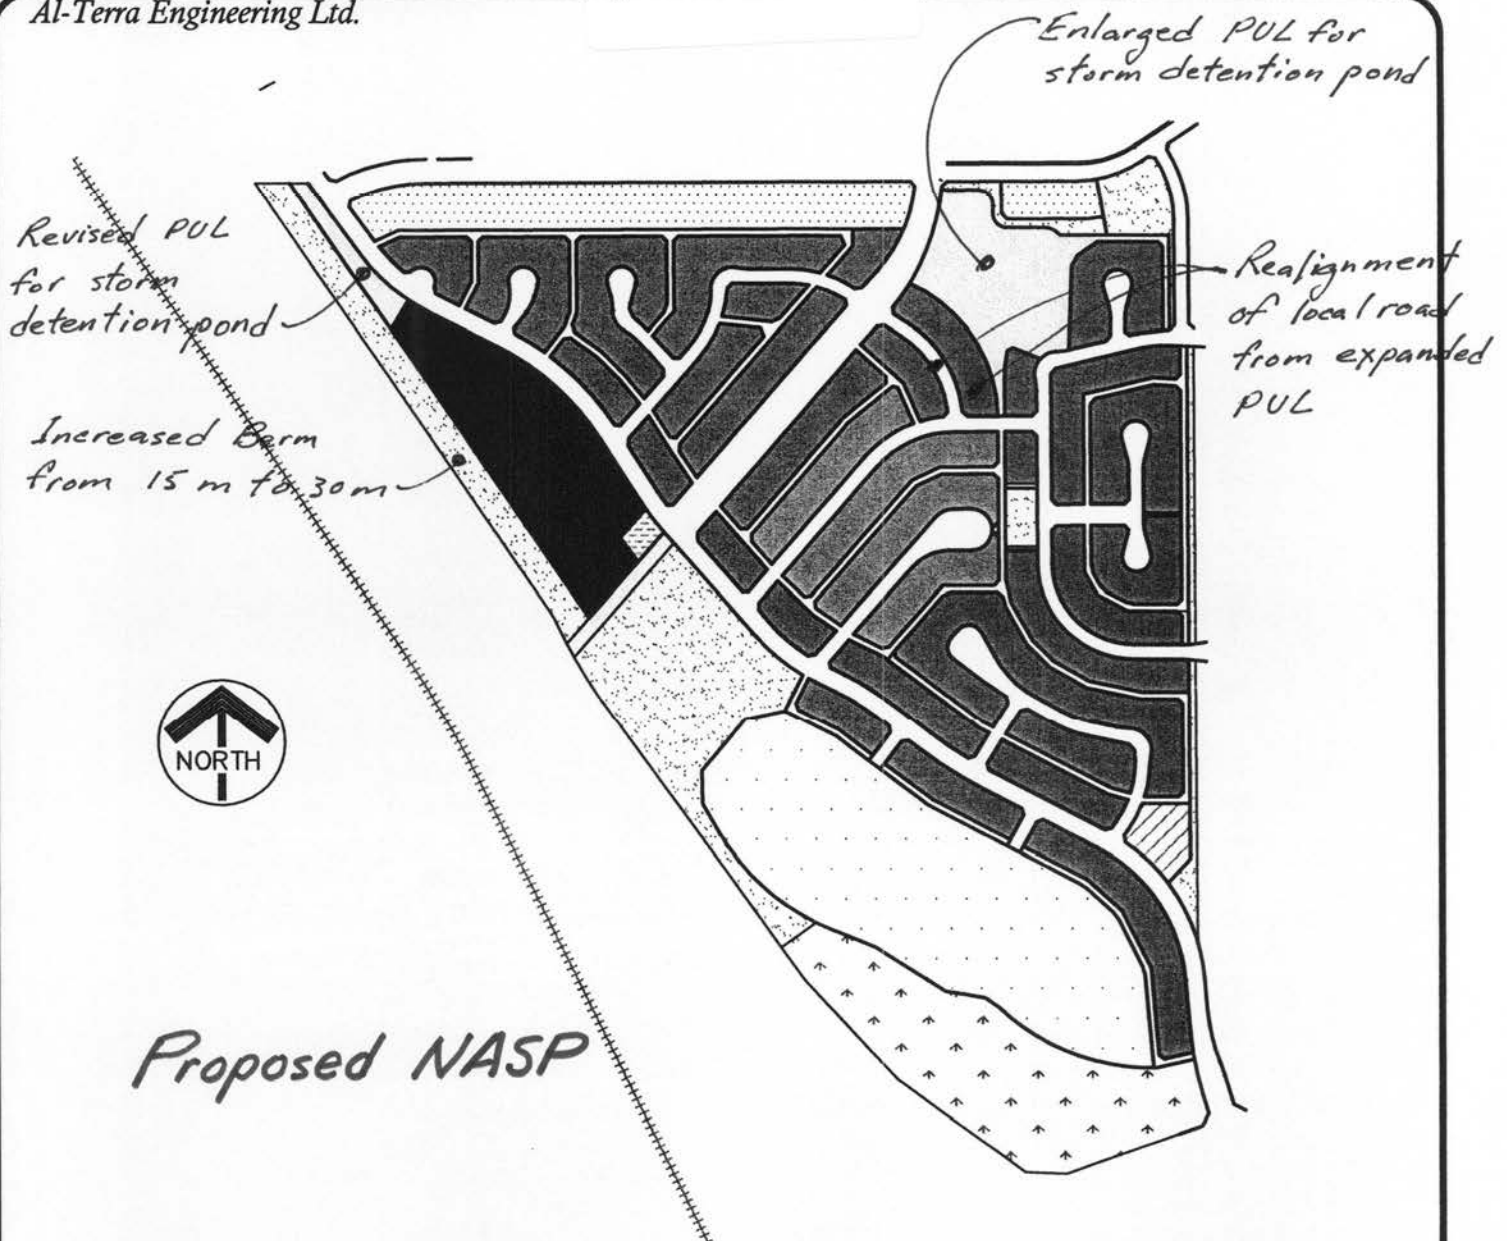 Al-Terra Engineering Ltd.
Enlarged PUL for
storm detention pond
Revised PUL
for storm
detention pond
Realignment
of local road
from expanded
PUL
Increased Berm
from 15 m to 30 m
NORTH
Proposed NASP